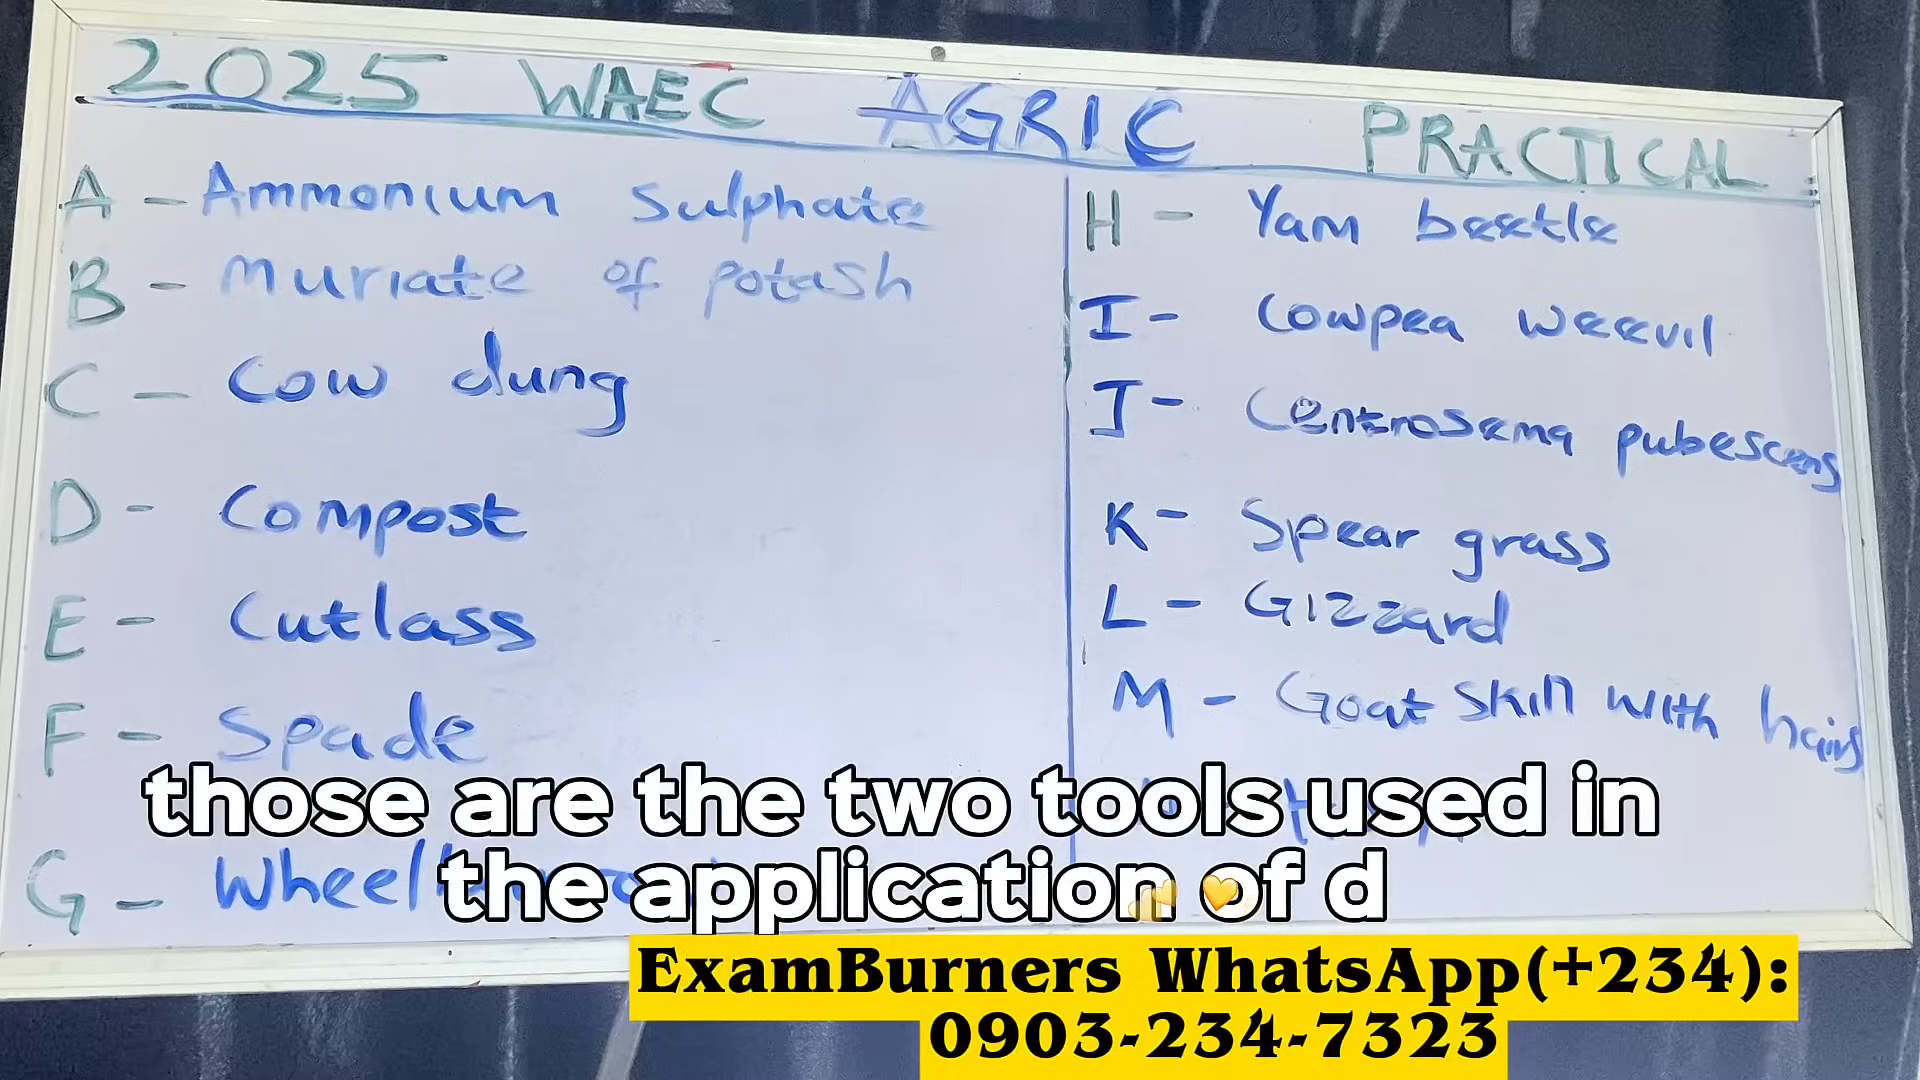 2025 WAEC AGRIC PRACTICAL
A - Ammonium Sulphate
B - Muriate of potash
C - Cow dung
D - Compost
E - Cutlass
F - Spade
G - Wheel
H - Yam beetle
I - Cowpea weevil
J - Centrosema pubescens
K - Spear grass
L - Gizzard
M - Goat skin with hairs
those are the two tools used in
the application of d
ExamBurners WhatsApp(+234):
0903-234-7323